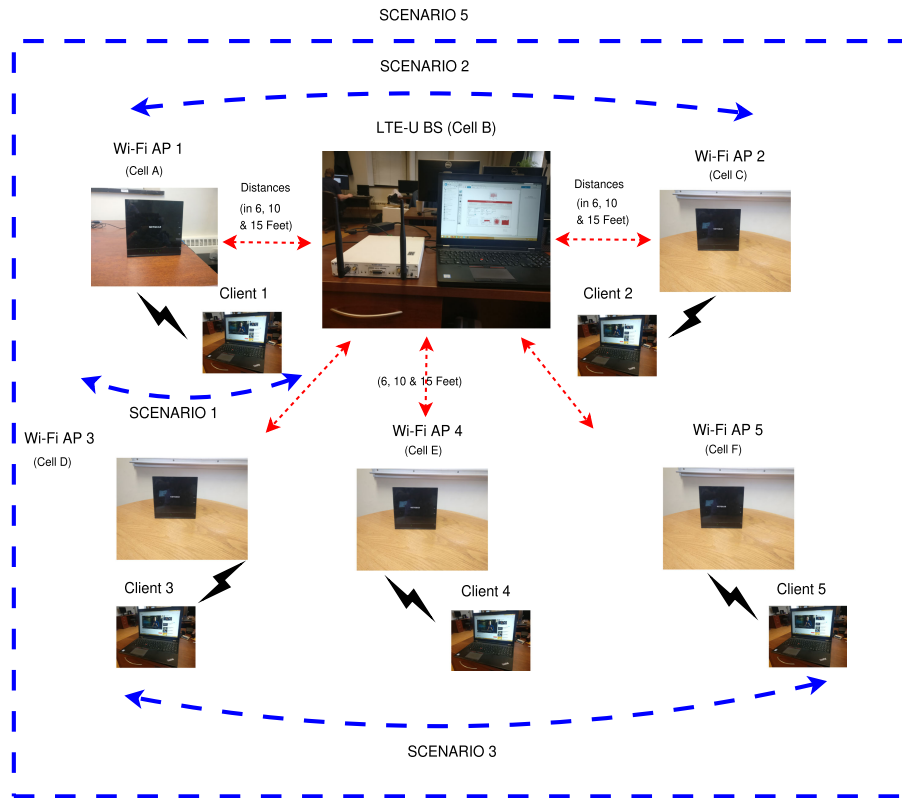 SCENARIO 5
SCENARIO 2
LTE-U BS (Cell B)
Wi-Fi AP 1
(Cell A)
Wi-Fi AP 2
(Cell C)
Distances
(in 6, 10
& 15 Feet)
Distances
(in 6, 10
& 15 Feet)
Client 1
Client 2
(6, 10 & 15 Feet)
SCENARIO 1
Wi-Fi AP 3
(Cell D)
Wi-Fi AP 4
(Cell E)
Wi-Fi AP 5
(Cell F)
Client 3
Client 4
Client 5
SCENARIO 3